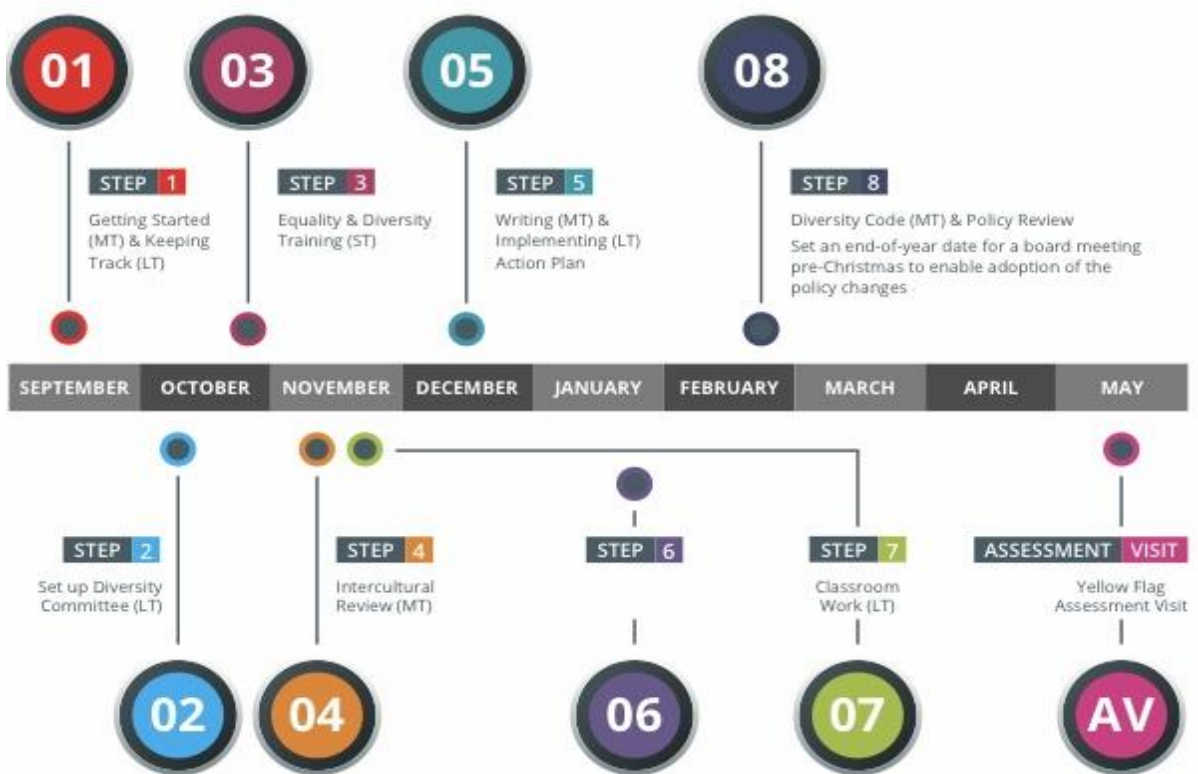 01
03
05
08
STEP 1
Getting Started
(MT) & Keeping
Track (LT)
STEP 3
Equality & Diversity
Training (ST)
STEP 5
Writing (MT) &
Implementing (LT)
Action Plan
STEP 8
Diversity Code (MT) & Policy Review
Set an end-of-year date for a board meeting
pre-Christmas to enable adoption of the
policy changes
SEPTEMBER OCTOBER NOVEMBER DECEMBER JANUARY FEBRUARY MARCH APRIL MAY
STEP 2
Set up Diversity
Committee (LT)
STEP 4
Intercultural
Review (MT)
STEP 6
STEP 7
Classroom
Work (LT)
ASSESSMENT VISIT
Yellow Flag
Assessment Visit
02
04
06
07
AV